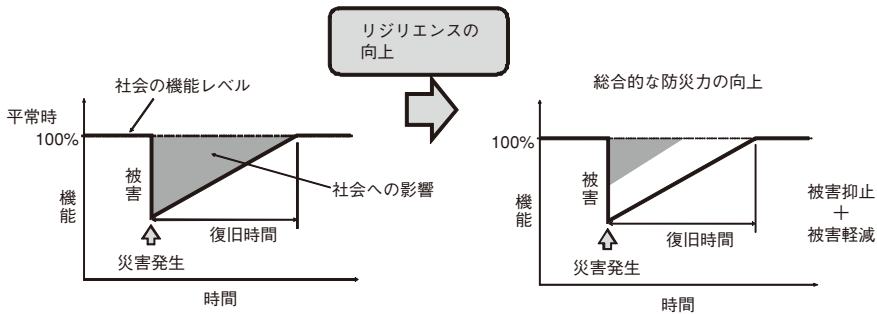 リジリエンスの
向上
社会の機能レベル
平常時
100%
機能
被害
社会への影響
復旧時間
災害発生
時間
総合的な防災力の向上
100%
機能
被害
復旧時間
災害発生
時間
被害抑止
＋
被害軽減